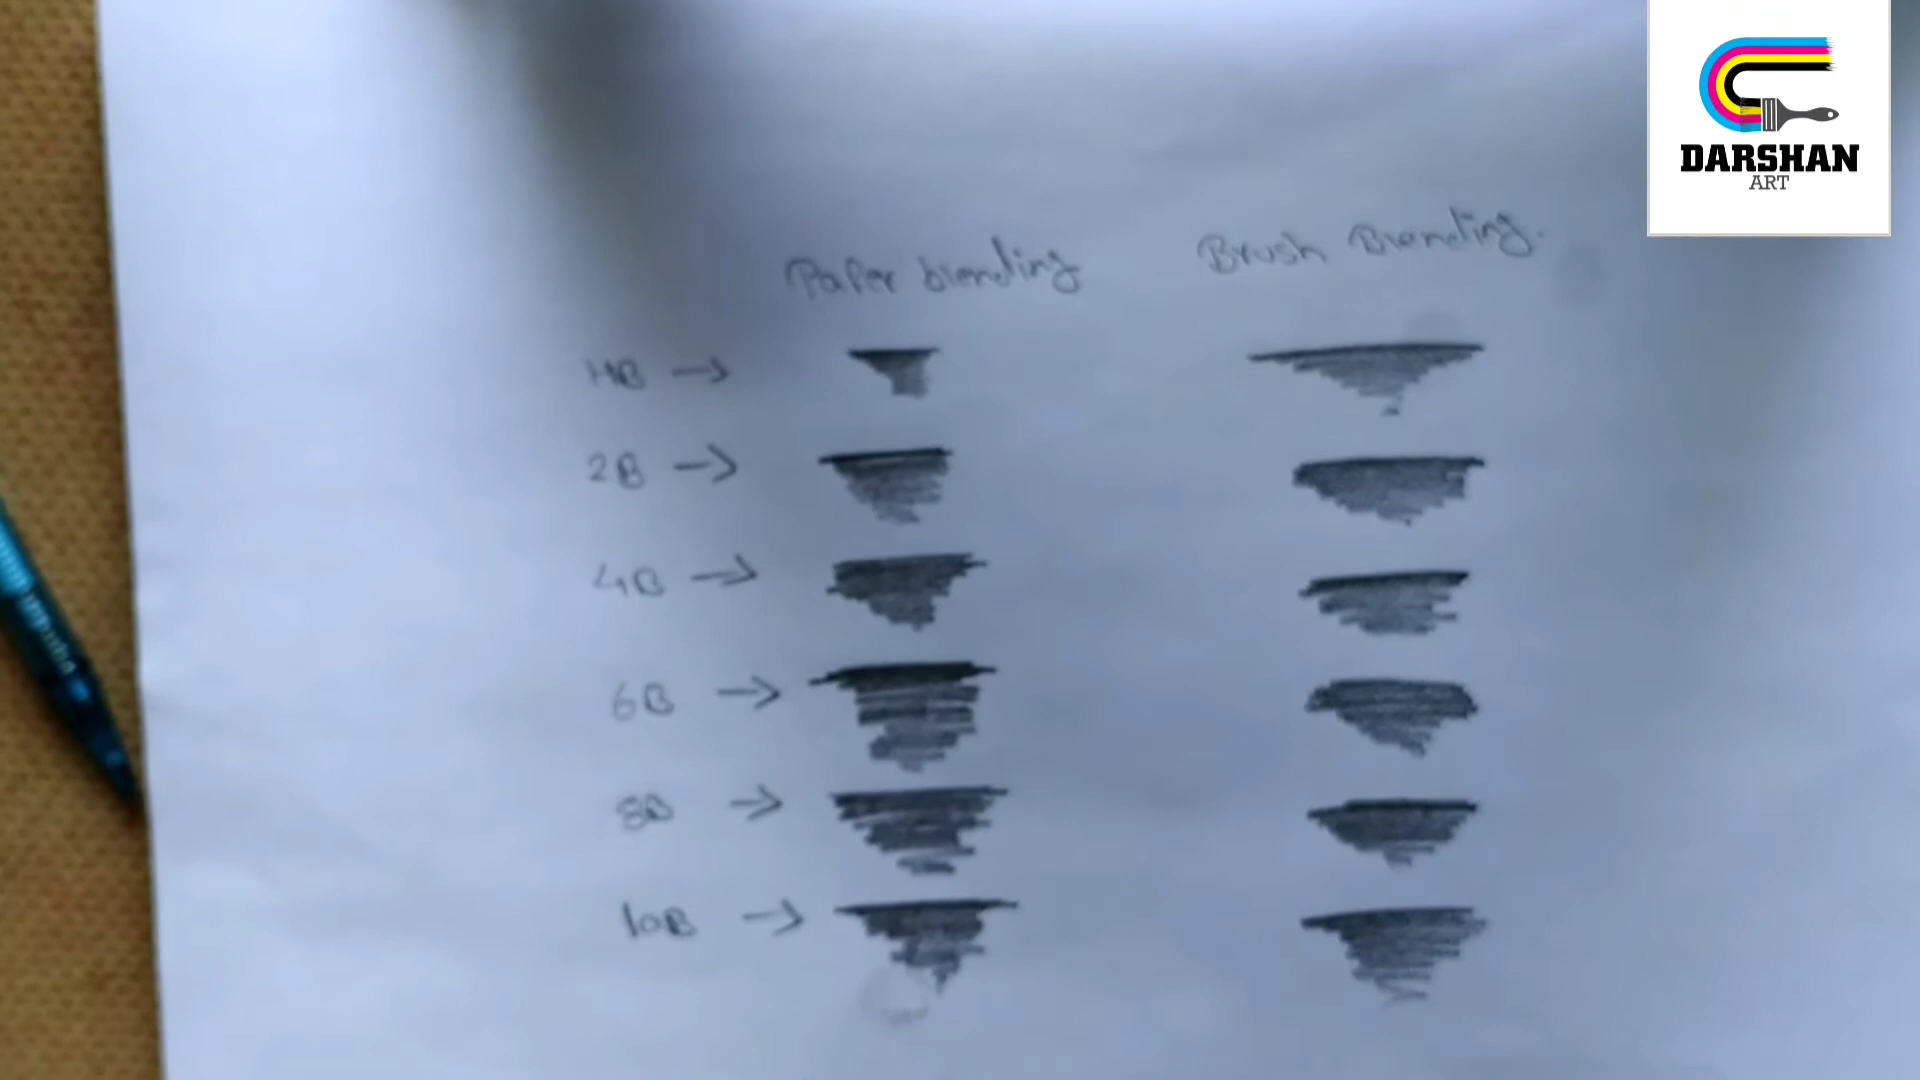 DARSHAN
ART
Paper blending
Brush Blending.
HB →
2B →
4B →
6B →
8B →
10B →